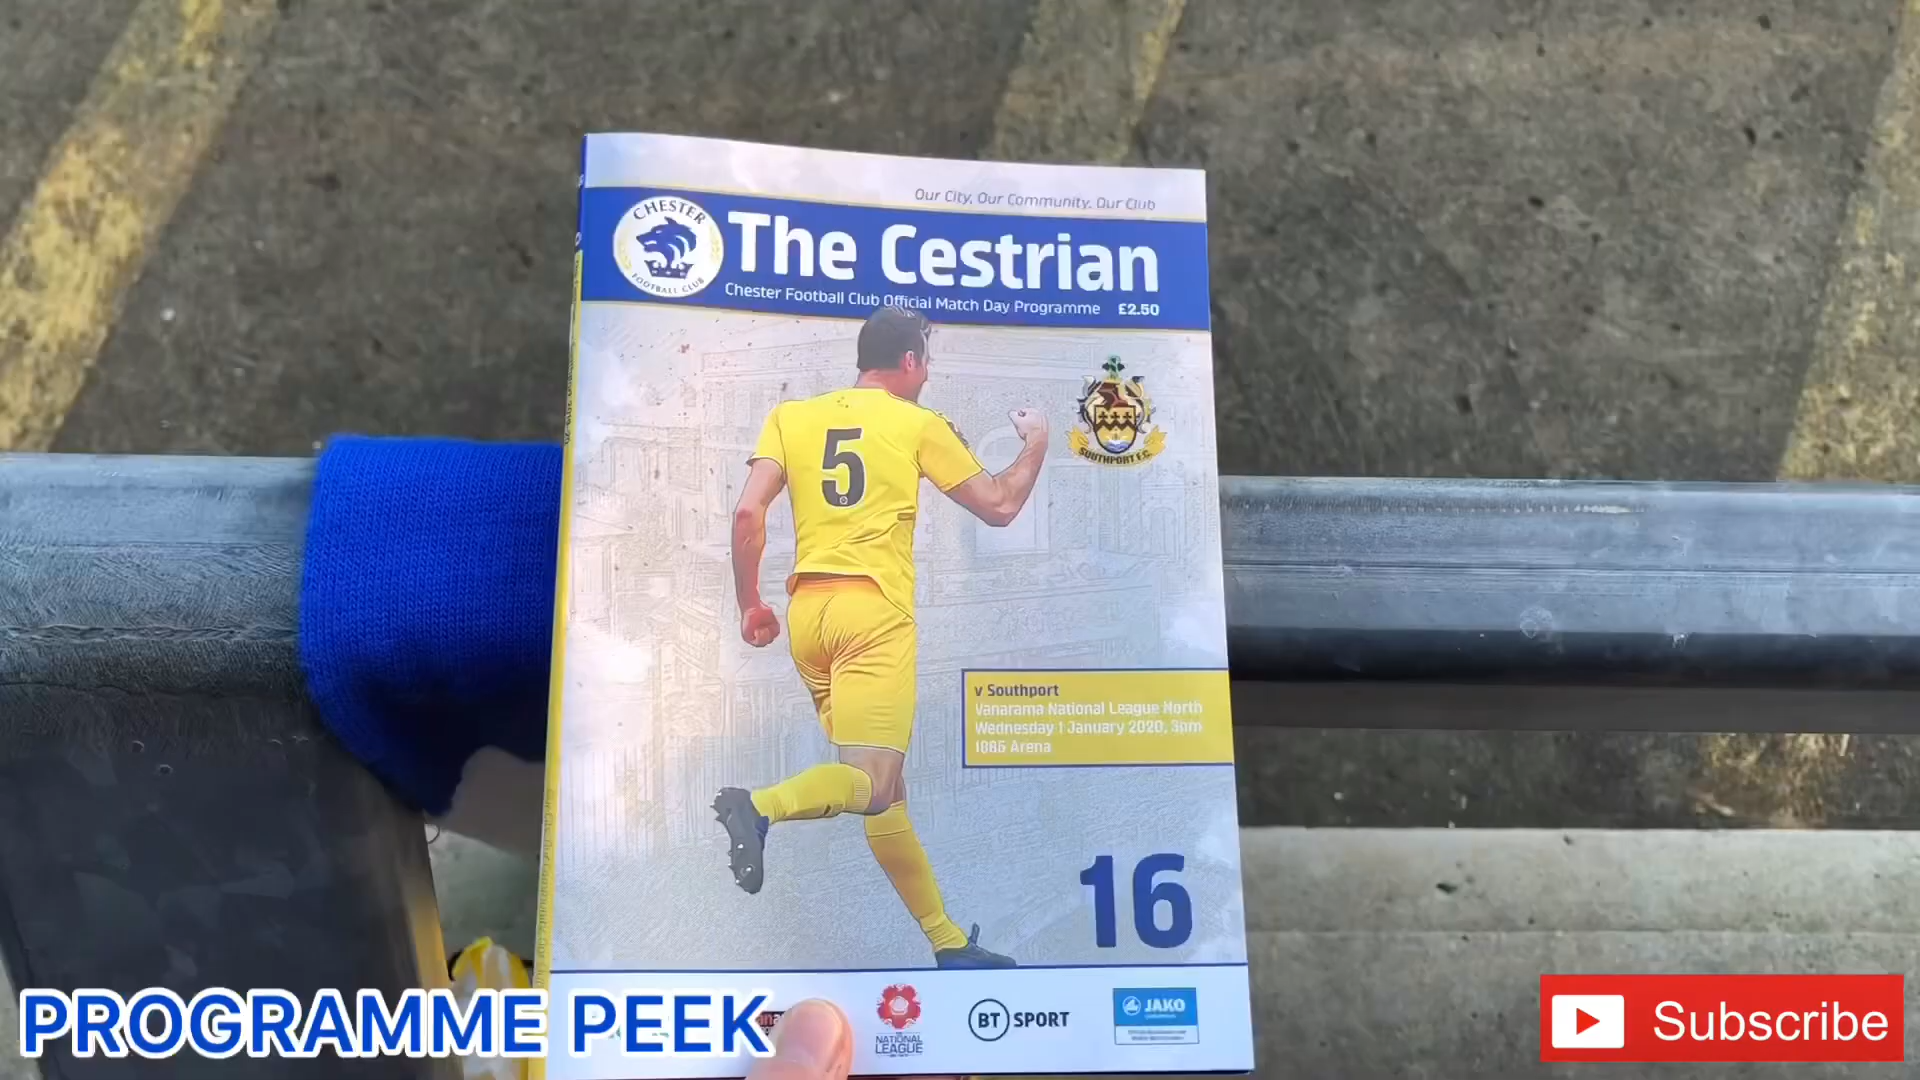 Our City, Our Community, Our Club
CHESTER
FOOTBALL CLUB
The Cestrian
Chester Football Club Official Match Day Programme £2.50
5
SOUTHPORT F.C.
v Southport
Vanarama National League North
Wednesday 1 January 2020, 3pm
1885 Arena
16
THE NATIONAL LEAGUE
BT SPORT
JAKO
PROGRAMME PEEK
Subscribe